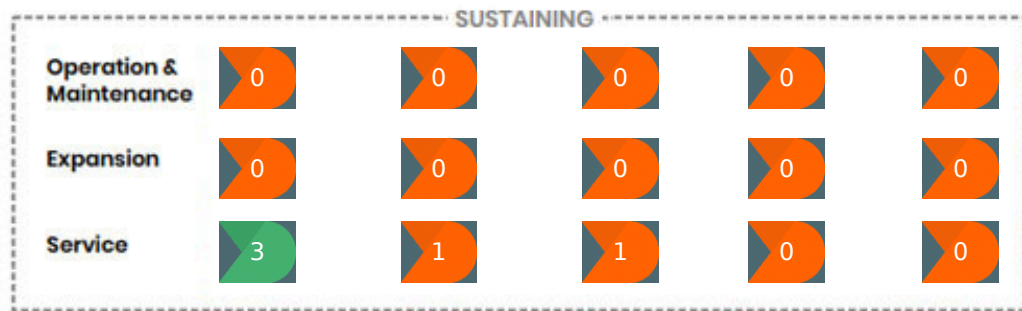 SUSTAINING
Operation &
Maintenance
0 0 0 0 0
Expansion
0 0 0 0 0
Service
3 1 1 0 0